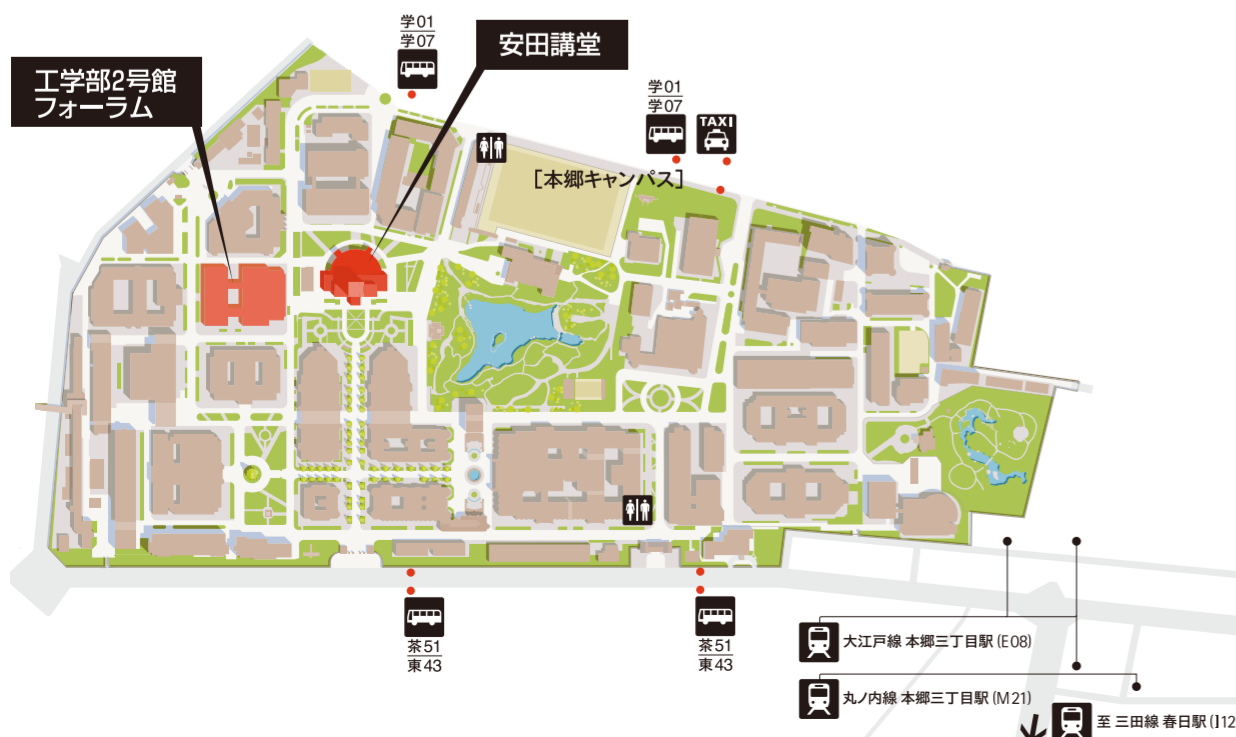 学01
学07
安田講堂
工学部2号館
フォーラム
学01
学07
TAXI
[本郷キャンパス]
茶51
東43
茶51
東43
大江戸線 本郷三丁目駅(E08)
丸ノ内線 本郷三丁目駅(M21)
至 三田線 春日駅(I12